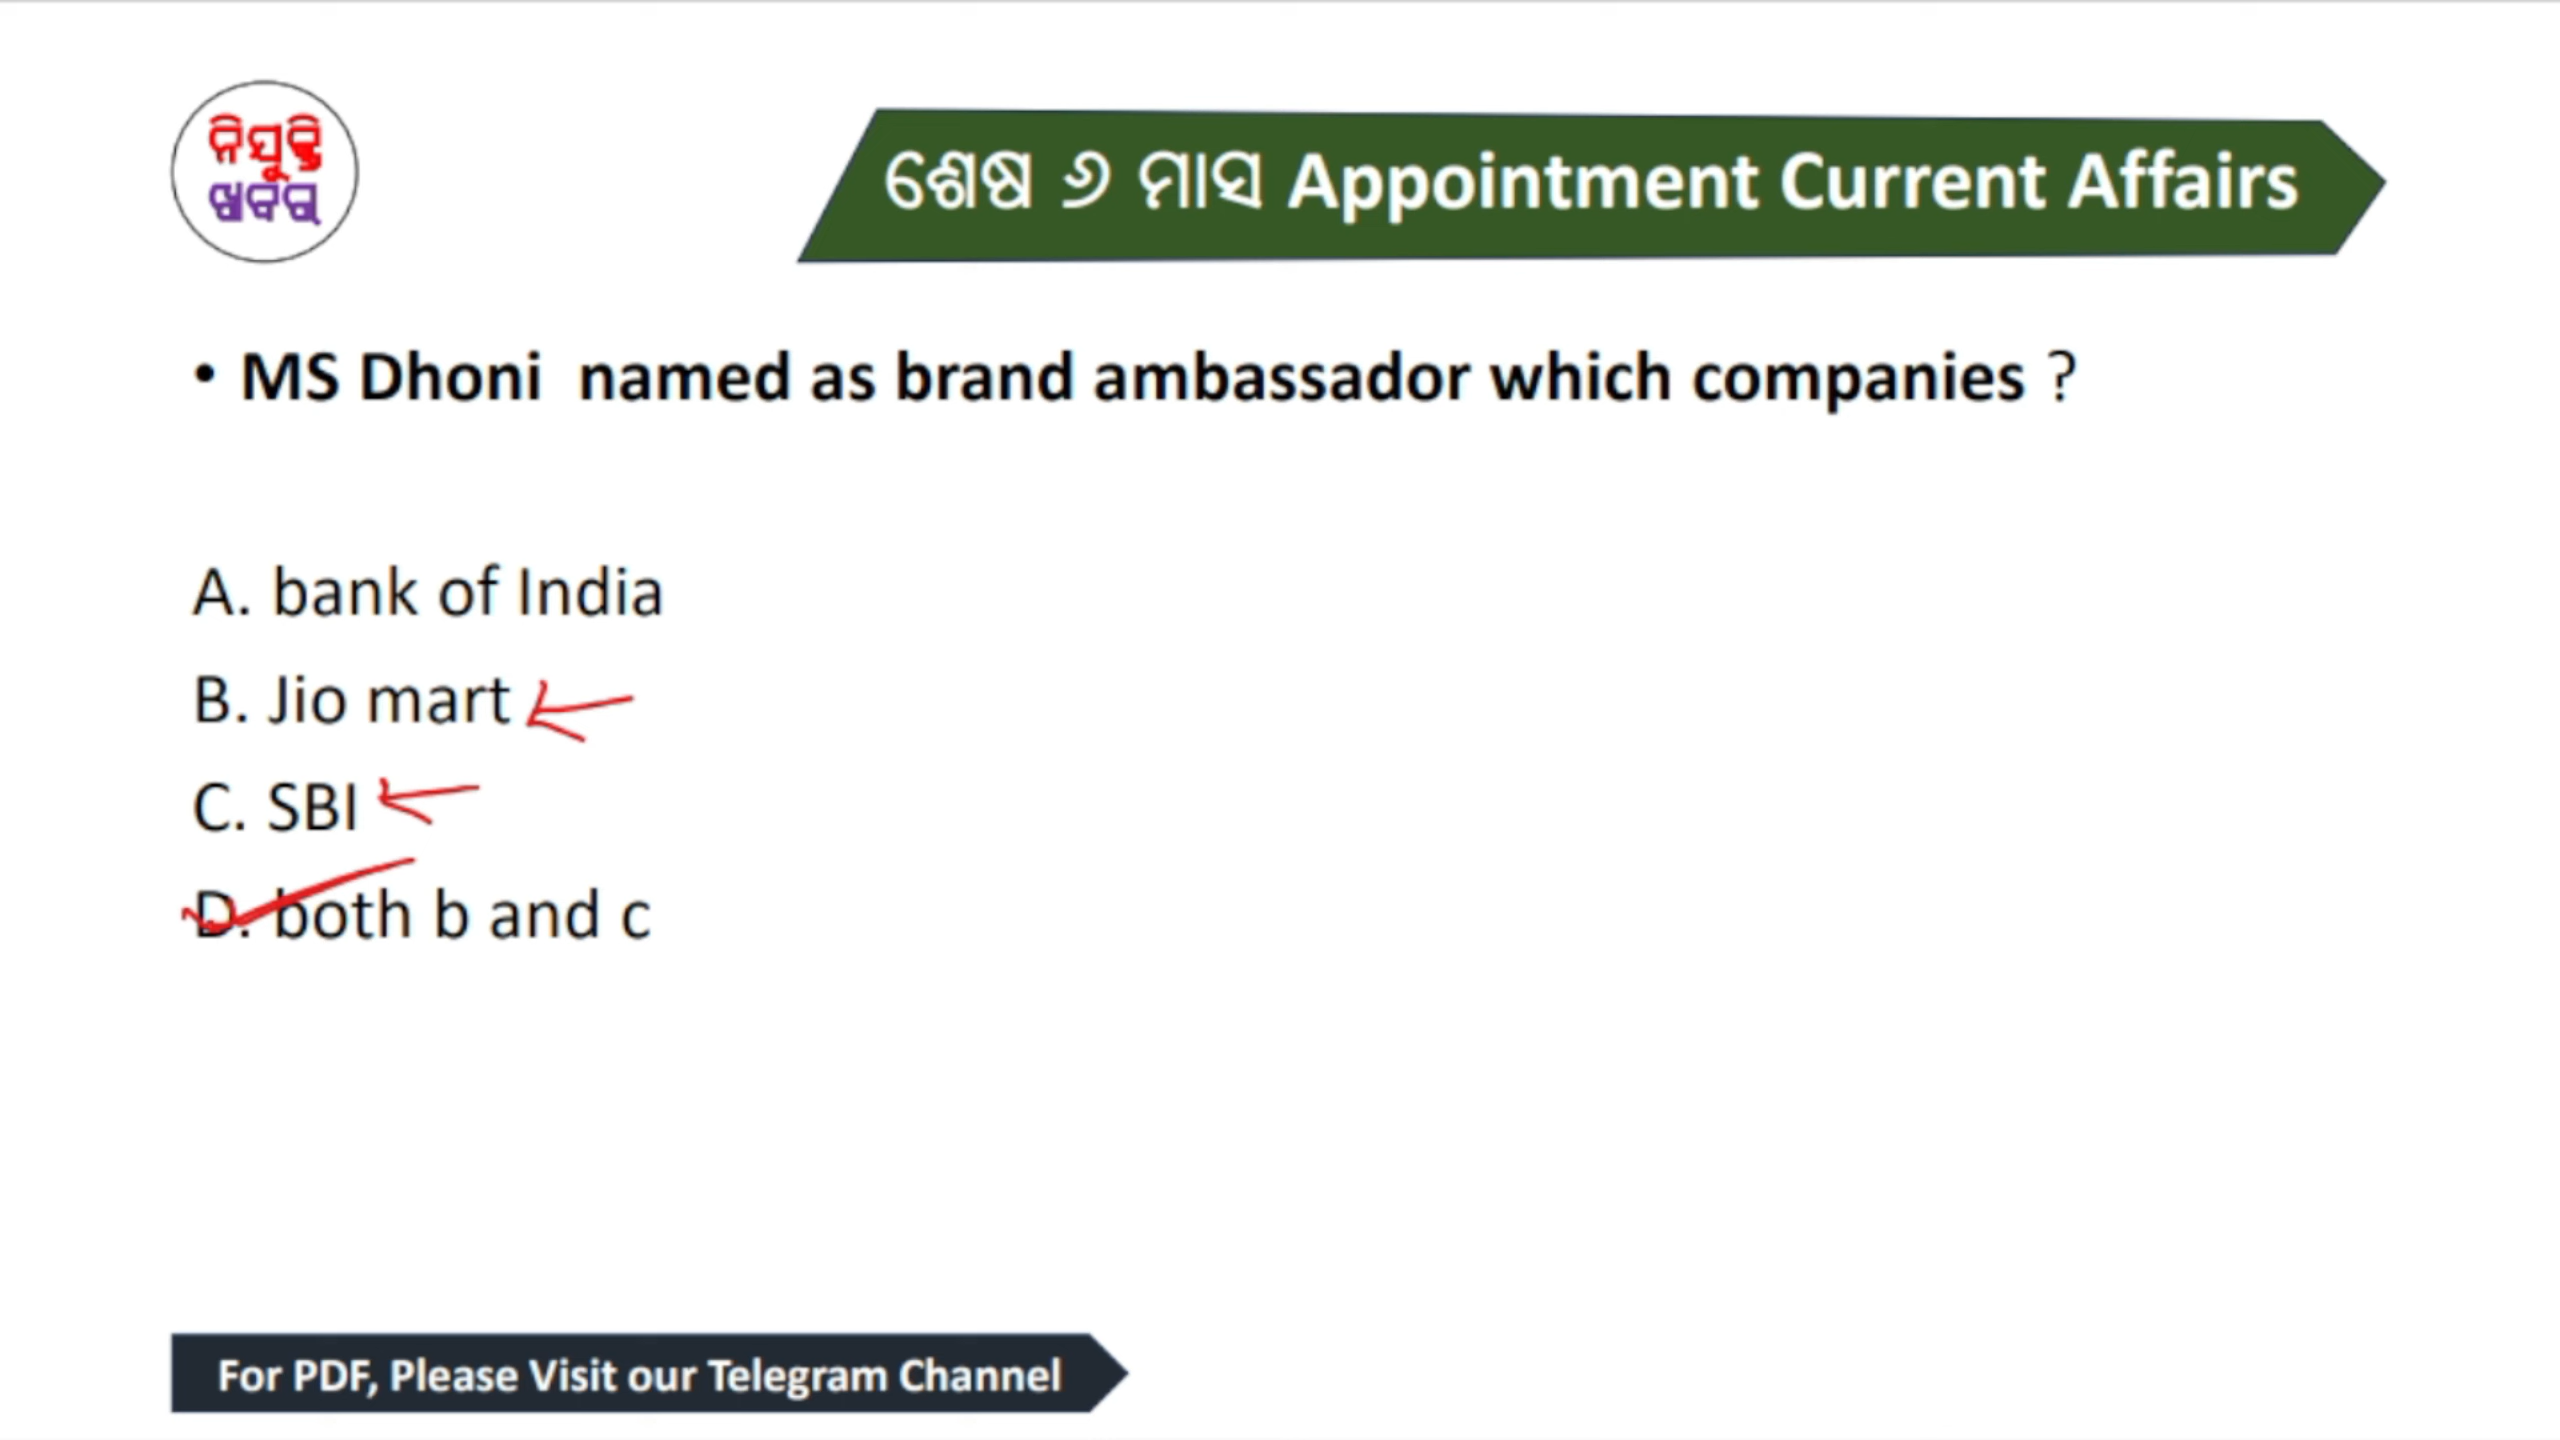 ନିଯୁକ୍ତି
ଖବର
ଶେଷ ୬ ମାସ Appointment Current Affairs
• MS Dhoni named as brand ambassador which companies ?
A. bank of India
B. Jio mart
C. SBI
D. both b and c
For PDF, Please Visit our Telegram Channel